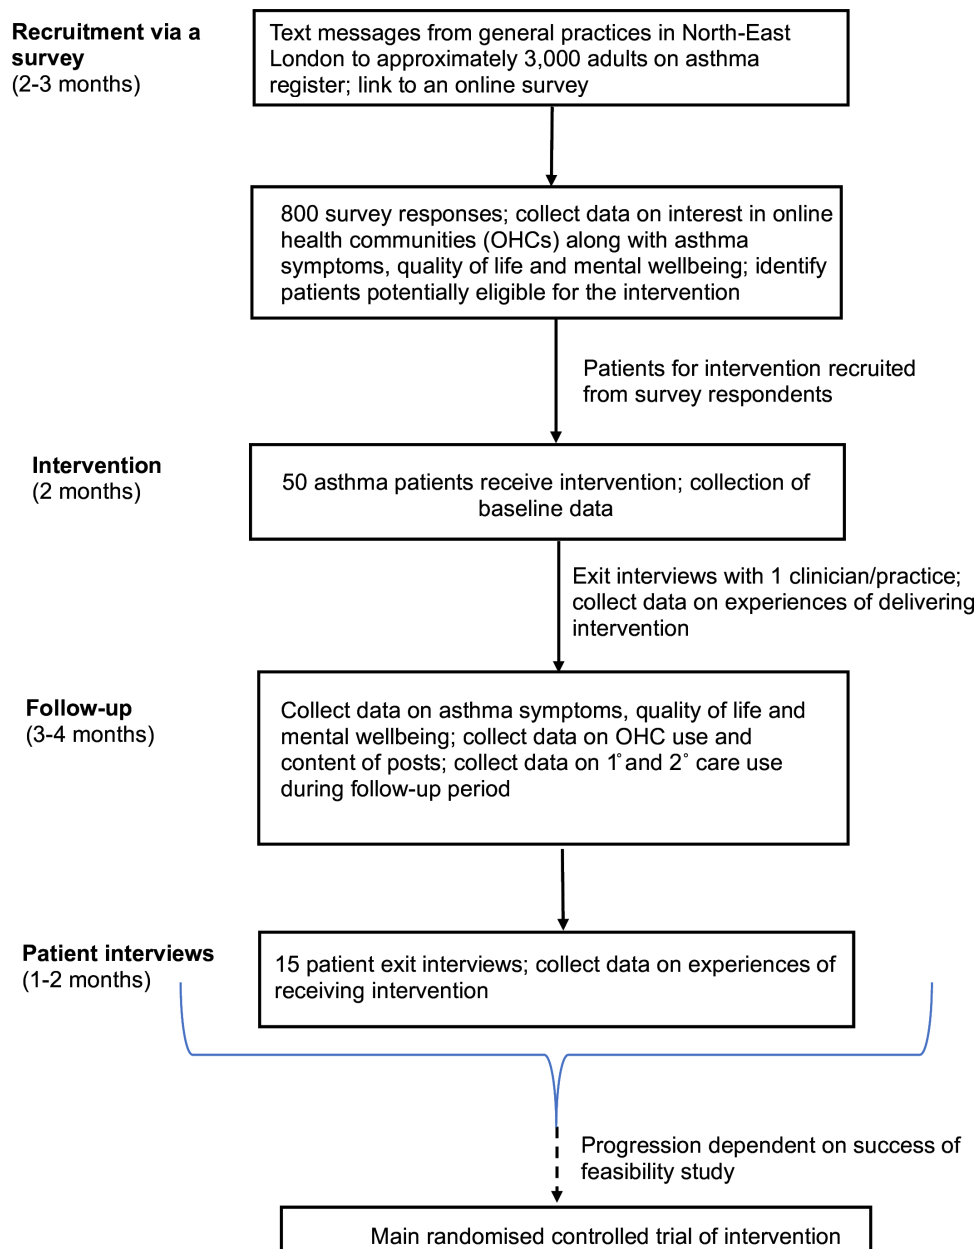 Recruitment via a
survey
(2-3 months)
Text messages from general practices in North-East
London to approximately 3,000 adults on asthma
register; link to an online survey
800 survey responses; collect data on interest in online
health communities (OHCs) along with asthma
symptoms, quality of life and mental wellbeing; identify
patients potentially eligible for the intervention
Patients for intervention recruited
from survey respondents
Intervention
(2 months)
50 asthma patients receive intervention; collection of
baseline data
Exit interviews with 1 clinician/practice;
collect data on experiences of delivering
intervention
Follow-up
(3-4 months)
Collect data on asthma symptoms, quality of life and
mental wellbeing; collect data on OHC use and
content of posts; collect data on 1° and 2° care use
during follow-up period
Patient interviews
(1-2 months)
15 patient exit interviews; collect data on experiences of
receiving intervention
Progression dependent on success of
feasibility study
Main randomised controlled trial of intervention